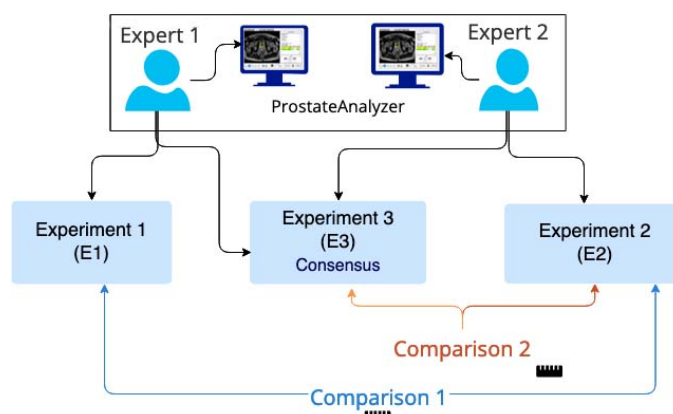 Expert 1
Expert 2
ProstateAnalyzer
Experiment 1
(E1)
Experiment 3
(E3)
Consensus
Experiment 2
(E2)
Comparison 2
Comparison 1